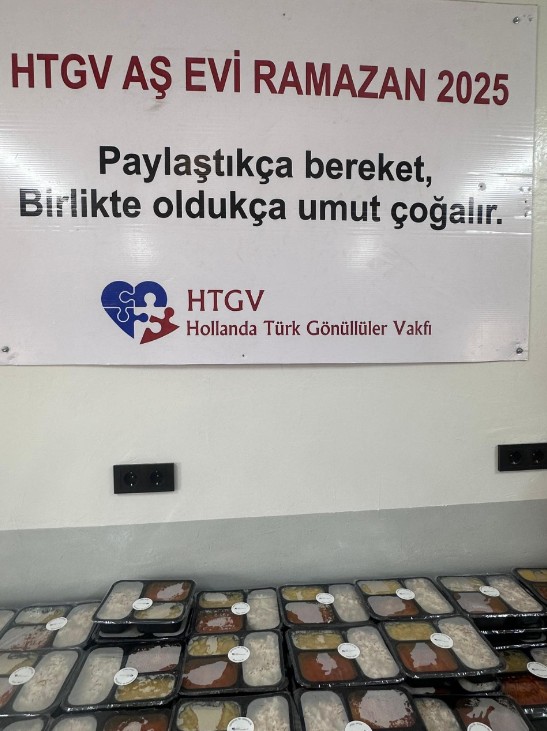 HTGV AŞ EVİ RAMAZAN 2025
Paylaştıkça bereket,
Birlikte oldukça umut çoğalır.
HTGV
Hollanda Türk Gönüllüler Vakfı